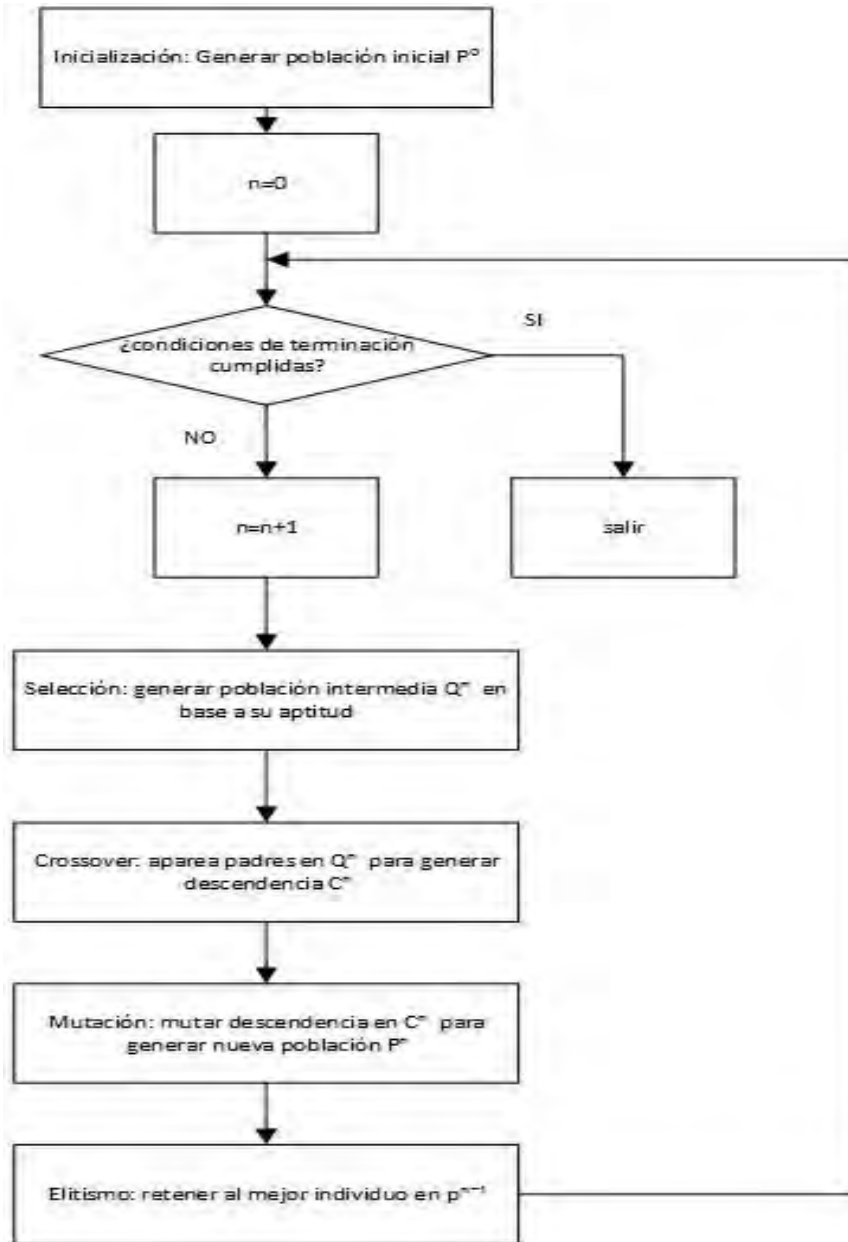 Inicialización: Generar población inicial P⁰
n=0
¿condiciones de terminación
cumplidas?
SI
NO
n=n+1
salir
Selección: generar población intermedia Qⁿ en
base a su aptitud
Crossover: aparea padres en Qⁿ para generar
descendencia Cⁿ
Mutación: mutar descendencia en Cⁿ para
generar nueva población Pⁿ
Elitismo: retener al mejor individuo en pⁿ⁻¹